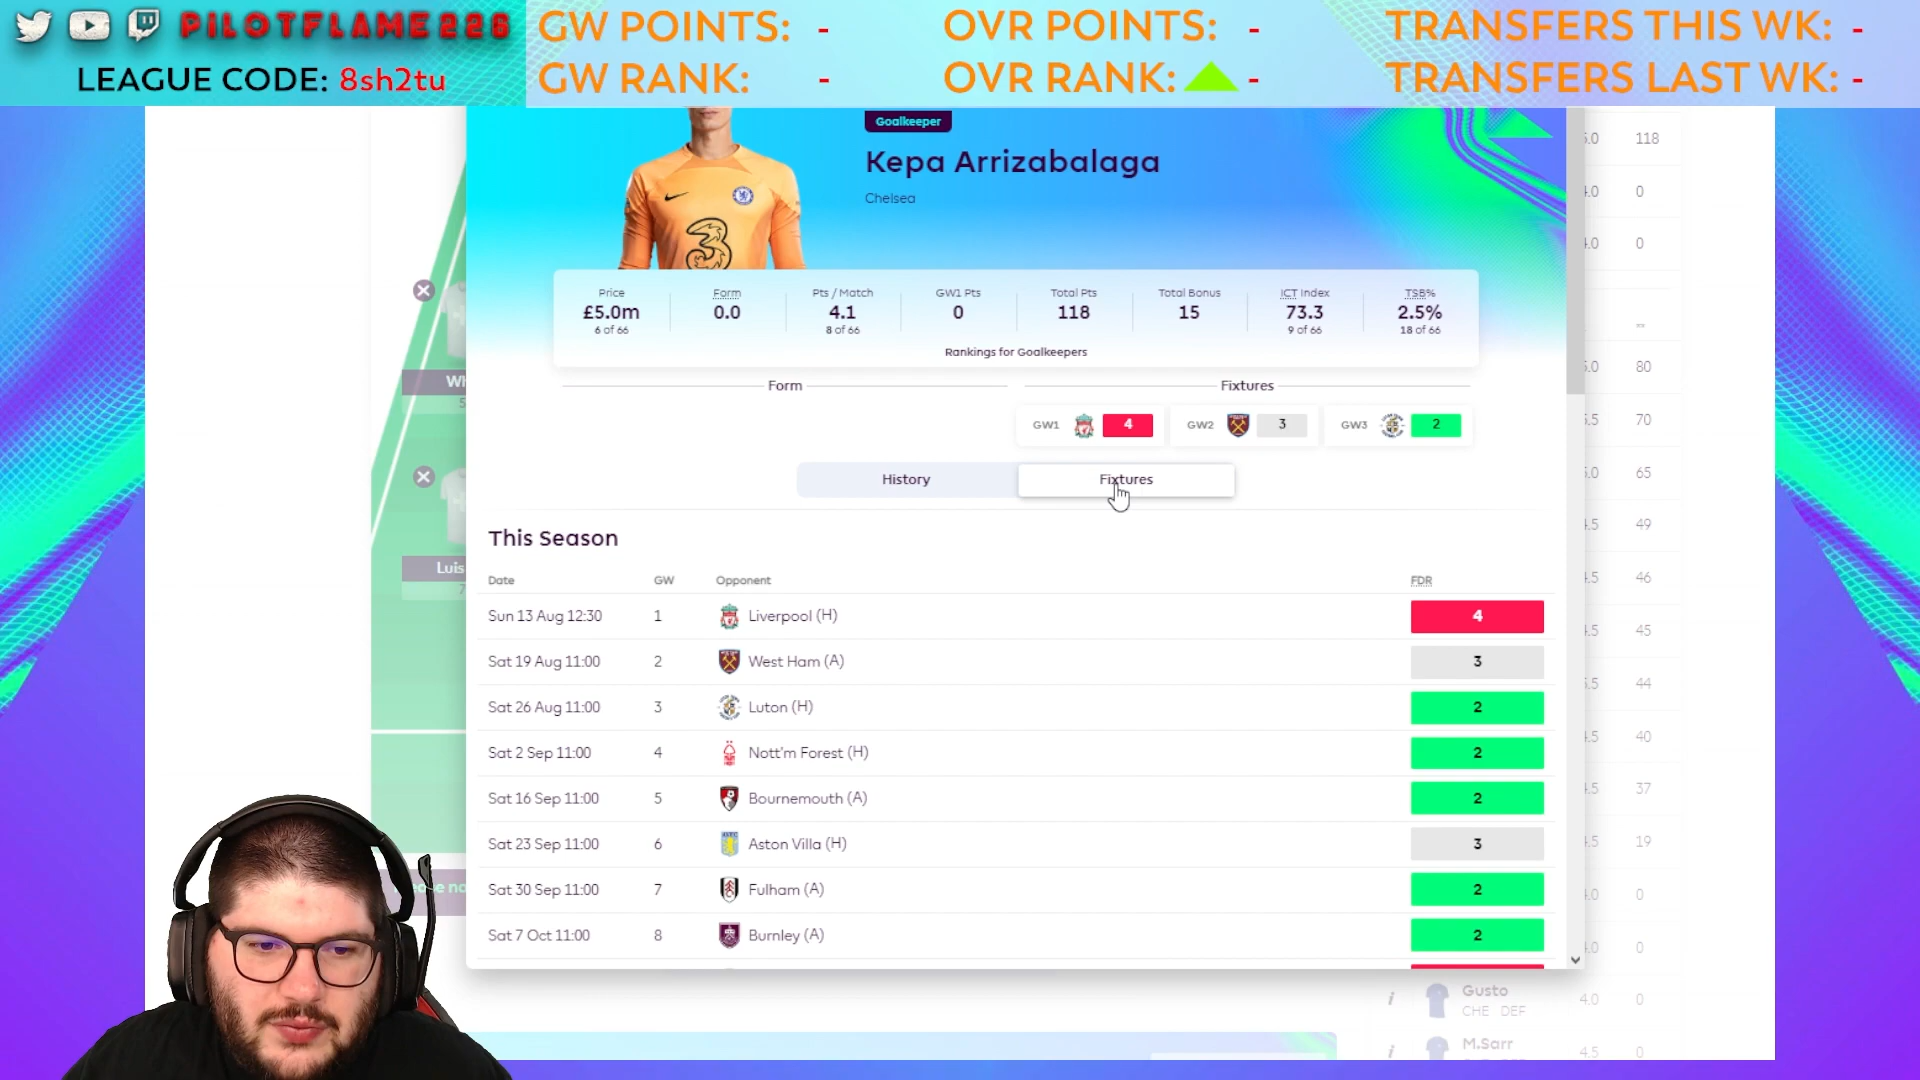 PILOTFLAME226
LEAGUE CODE: 8sh2tu
GW POINTS: -
GW RANK: -
OVR POINTS: -
OVR RANK: -
TRANSFERS THIS WK: -
TRANSFERS LAST WK: -
Goalkeeper
Kepa Arrizabalaga
Chelsea
3
Price Form Pts / Match GW1 Pts Total Pts Total Bonus ICT Index TSB%
£5.0m 0.0 4.1 0 118 15 73.3 2.5%
6 of 66 8 of 66 9 of 66 18 of 66
Rankings for Goalkeepers
Form Fixtures
GW1 4 GW2 3 GW3 2
History Fixtures
This Season
Date GW Opponent FDR
Sun 13 Aug 12:30 1 Liverpool (H) 4
Sat 19 Aug 11:00 2 West Ham (A) 3
Sat 26 Aug 11:00 3 Luton (H) 2
Sat 2 Sep 11:00 4 Nott'm Forest (H) 2
Sat 16 Sep 11:00 5 Bournemouth (A) 2
Sat 23 Sep 11:00 6 Aston Villa (H) 3
Sat 30 Sep 11:00 7 Fulham (A) 2
Sat 7 Oct 11:00 8 Burnley (A) 2
Luis
5.0 118
4.0 0
4.0 0
80
70
65
49
46
45
44
40
37
19
0
0
Gusto 4.0 0
CHE DEF
M.Sarr 4.5 0